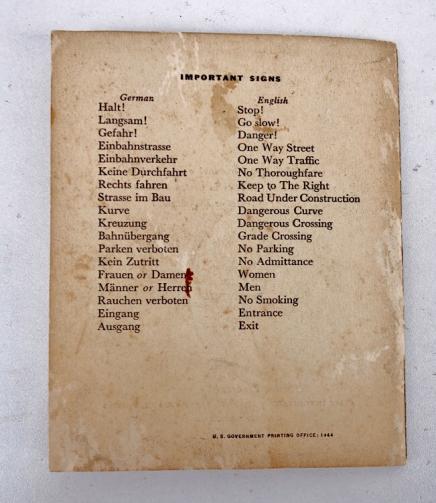 IMPORTANT SIGNS
German English
Halt! Stop!
Langsam! Go slow!
Gefahr! Danger!
Einbahnstrasse One Way Street
Einbahnverkehr One Way Traffic
Keine Durchfahrt No Thoroughfare
Rechts fahren Keep to The Right
Strasse im Bau Road Under Construction
Kurve Dangerous Curve
Kreuzung Dangerous Crossing
Bahnübergang Grade Crossing
Parken verboten No Parking
Kein Zutritt No Admittance
Frauen or Damen Women
Männer or Herren Men
Rauchen verboten No Smoking
Eingang Entrance
Ausgang Exit
U. S. GOVERNMENT PRINTING OFFICE: 1944